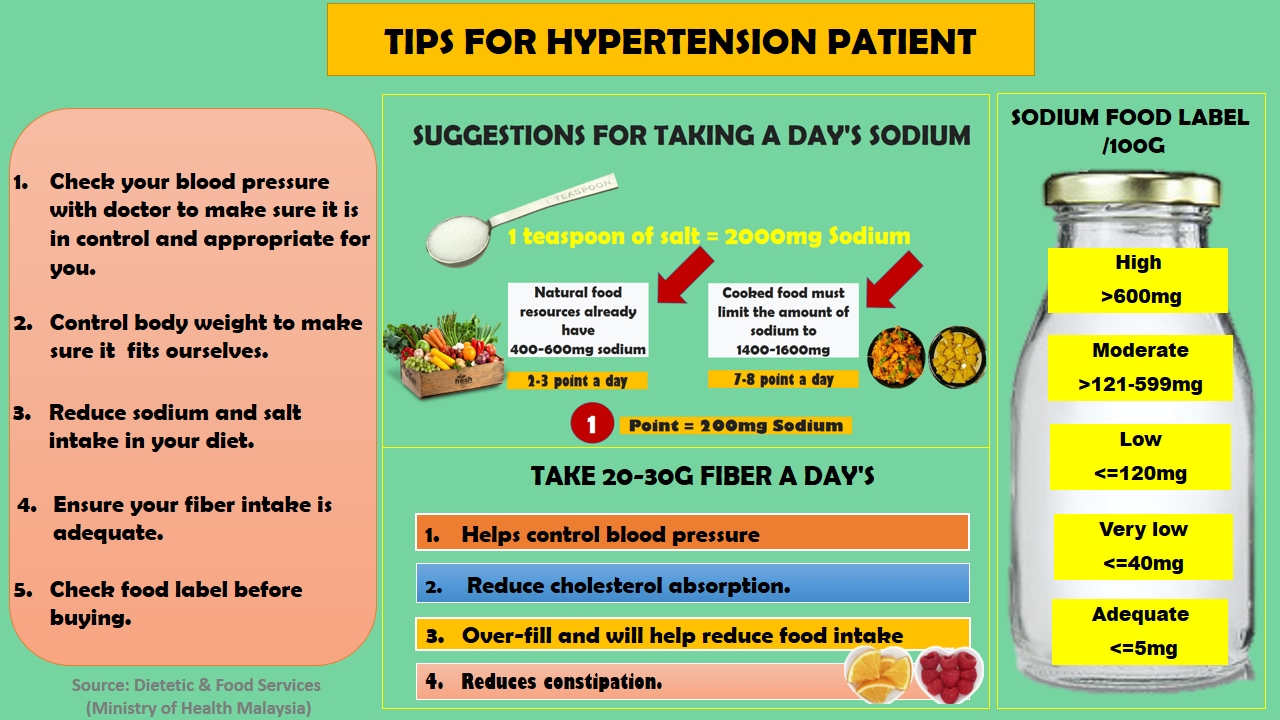 TIPS FOR HYPERTENSION PATIENT
1. Check your blood pressure
with doctor to make sure it is
in control and appropriate for
you.
2. Control body weight to make
sure it fits ourselves.
3. Reduce sodium and salt
intake in your diet.
4. Ensure your fiber intake is
adequate.
5. Check food label before
buying.
Source: Dietetic & Food Services
(Ministry of Health Malaysia)
SUGGESTIONS FOR TAKING A DAY'S SODIUM
1 TEASPOON
1 teaspoon of salt = 2000mg Sodium
Natural food
resources already
have
400-600mg sodium
2-3 point a day
Cooked food must
limit the amount of
sodium to
1400-1600mg
7-8 point a day
fresh
1 Point = 200mg Sodium
TAKE 20-30G FIBER A DAY'S
1. Helps control blood pressure
2. Reduce cholesterol absorption.
3. Over-fill and will help reduce food intake
4. Reduces constipation.
SODIUM FOOD LABEL
/100G
High
>600mg
Moderate
>121-599mg
Low
<=120mg
Very low
<=40mg
Adequate
<=5mg